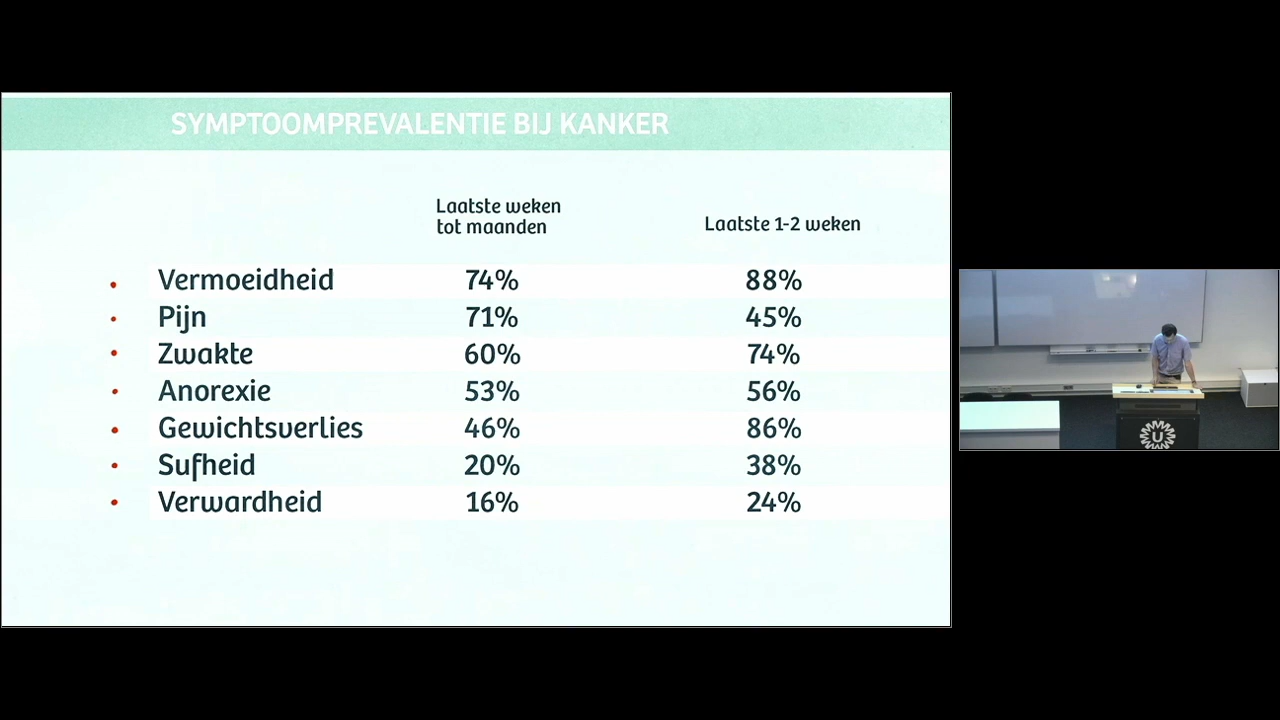 SYMPTOOMPREVALENTIE BIJ KANKER
Laatste weken
tot maanden
Laatste 1-2 weken
• Vermoeidheid 74% 88%
• Pijn 71% 45%
• Zwakte 60% 74%
• Anorexie 53% 56%
• Gewichtsverlies 46% 86%
• Sufheid 20% 38%
• Verwardheid 16% 24%
U